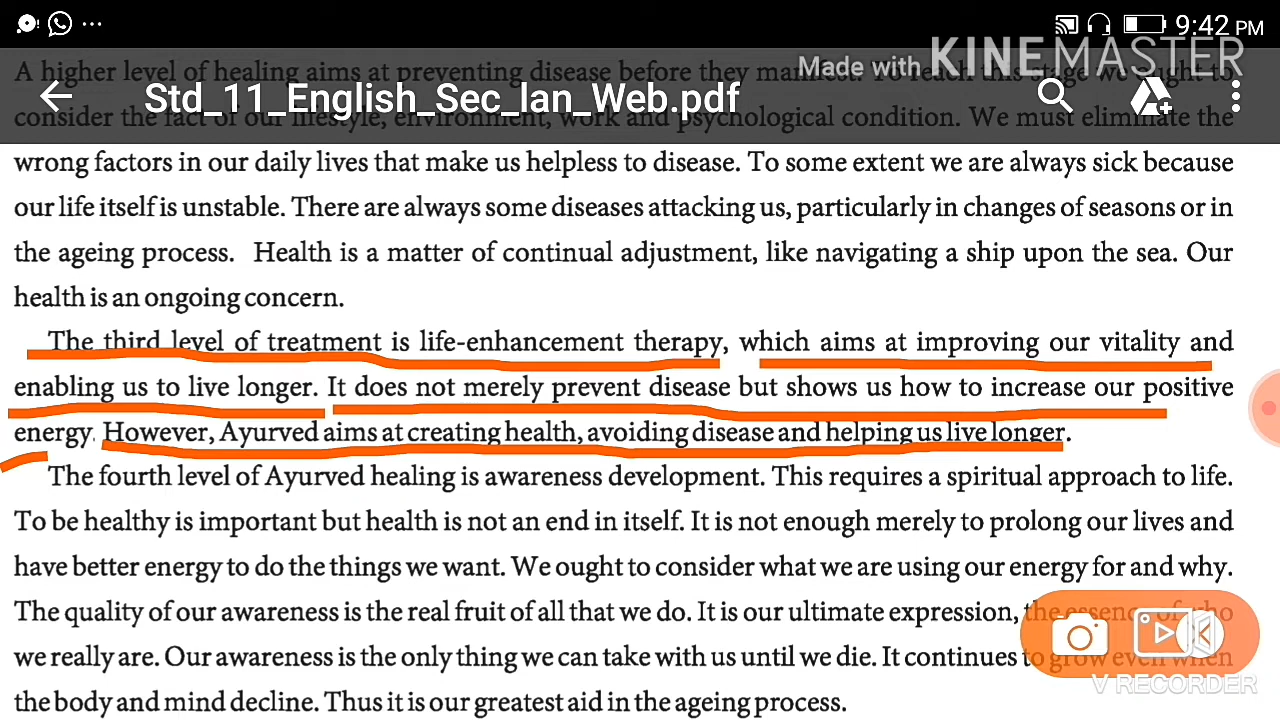 9:42 PM
Made with KINEMASTER
A higher level of healing aims at preventing disease before they
Std_11_English_Sec_lan_Web.pdf
consider the fact of our lifestyle, environment, work and psychological condition. We must eliminate the
wrong factors in our daily lives that make us helpless to disease. To some extent we are always sick because
our life itself is unstable. There are always some diseases attacking us, particularly in changes of seasons or in
the ageing process. Health is a matter of continual adjustment, like navigating a ship upon the sea. Our
health is an ongoing concern.
The third level of treatment is life-enhancement therapy, which aims at improving our vitality and
enabling us to live longer. It does not merely prevent disease but shows us how to increase our positive
energy. However, Ayurved aims at creating health, avoiding disease and helping us live longer.
The fourth level of Ayurved healing is awareness development. This requires a spiritual approach to life.
To be healthy is important but health is not an end in itself. It is not enough merely to prolong our lives and
have better energy to do the things we want. We ought to consider what we are using our energy for and why.
The quality of our awareness is the real fruit of all that we do. It is our ultimate expression, the essence of who
we really are. Our awareness is the only thing we can take with us until we die. It continues to grow even when
the body and mind decline. Thus it is our greatest aid in the ageing process.
V RECORDER